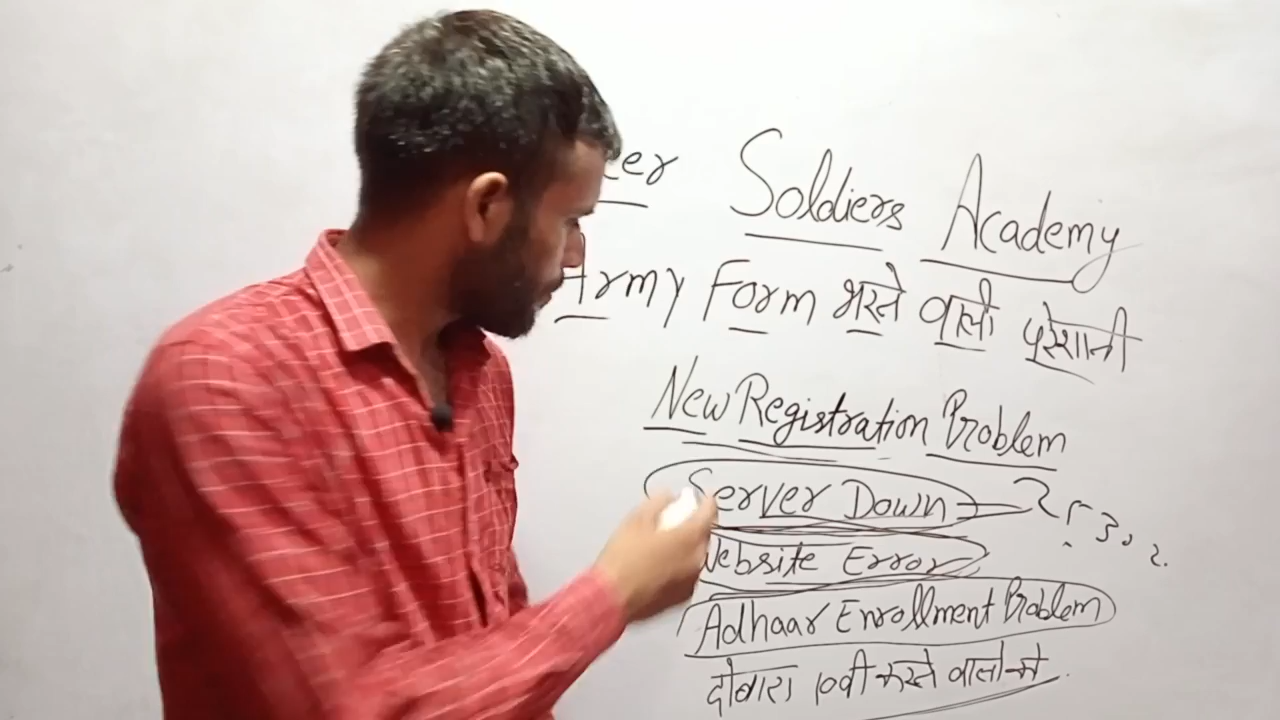 Soldiers Academy
Army Form भरने वाली परेशानी
New Registration Problem
Server Down
Website Error
Adhaar Enrollment Problem
दोबारा 10वी करने वालो को